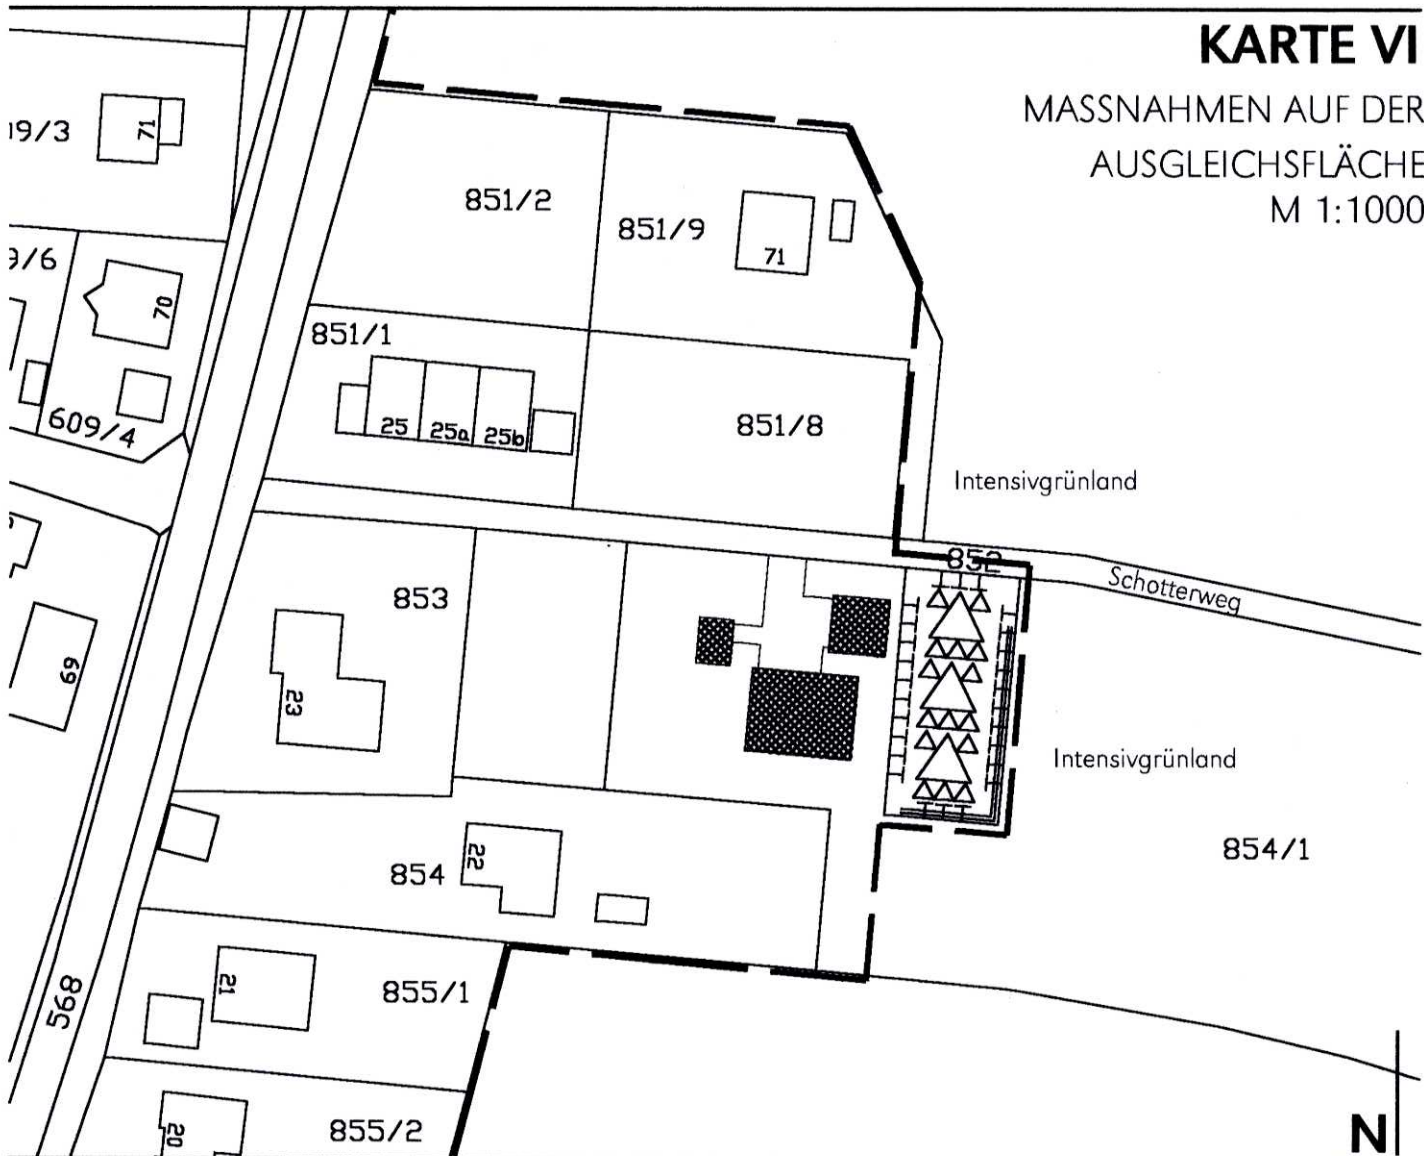 KARTE VI
MASSNAHMEN AUF DER
AUSGLEICHSFLÄCHE
M 1:1000
19/3
71
851/2
851/9
71
9/6
70
851/1
25
25a
25b
851/8
609/4
Intensivgrünland
852
Schotterweg
853
69
23
Intensivgrünland
854/1
854
22
21
855/1
568
855/2
20
N